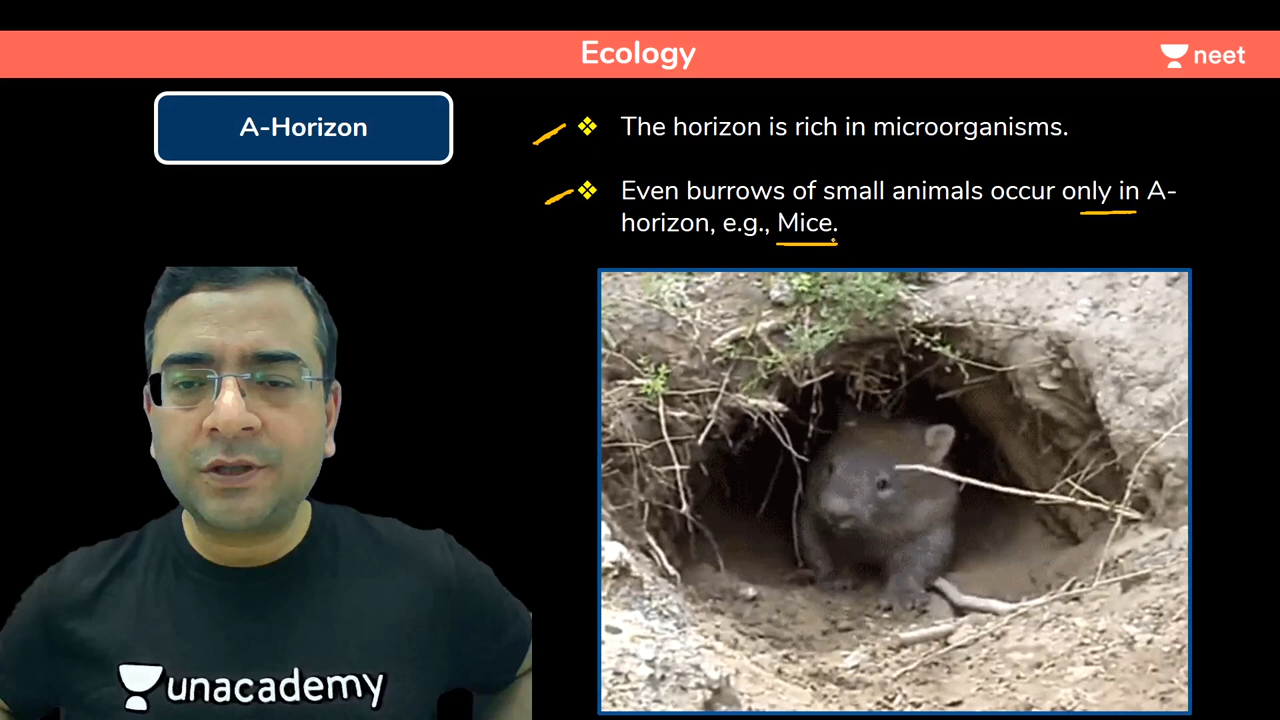 Ecology
neet
A-Horizon
❖ The horizon is rich in microorganisms.
❖ Even burrows of small animals occur only in A-
horizon, e.g., Mice.
unacademy